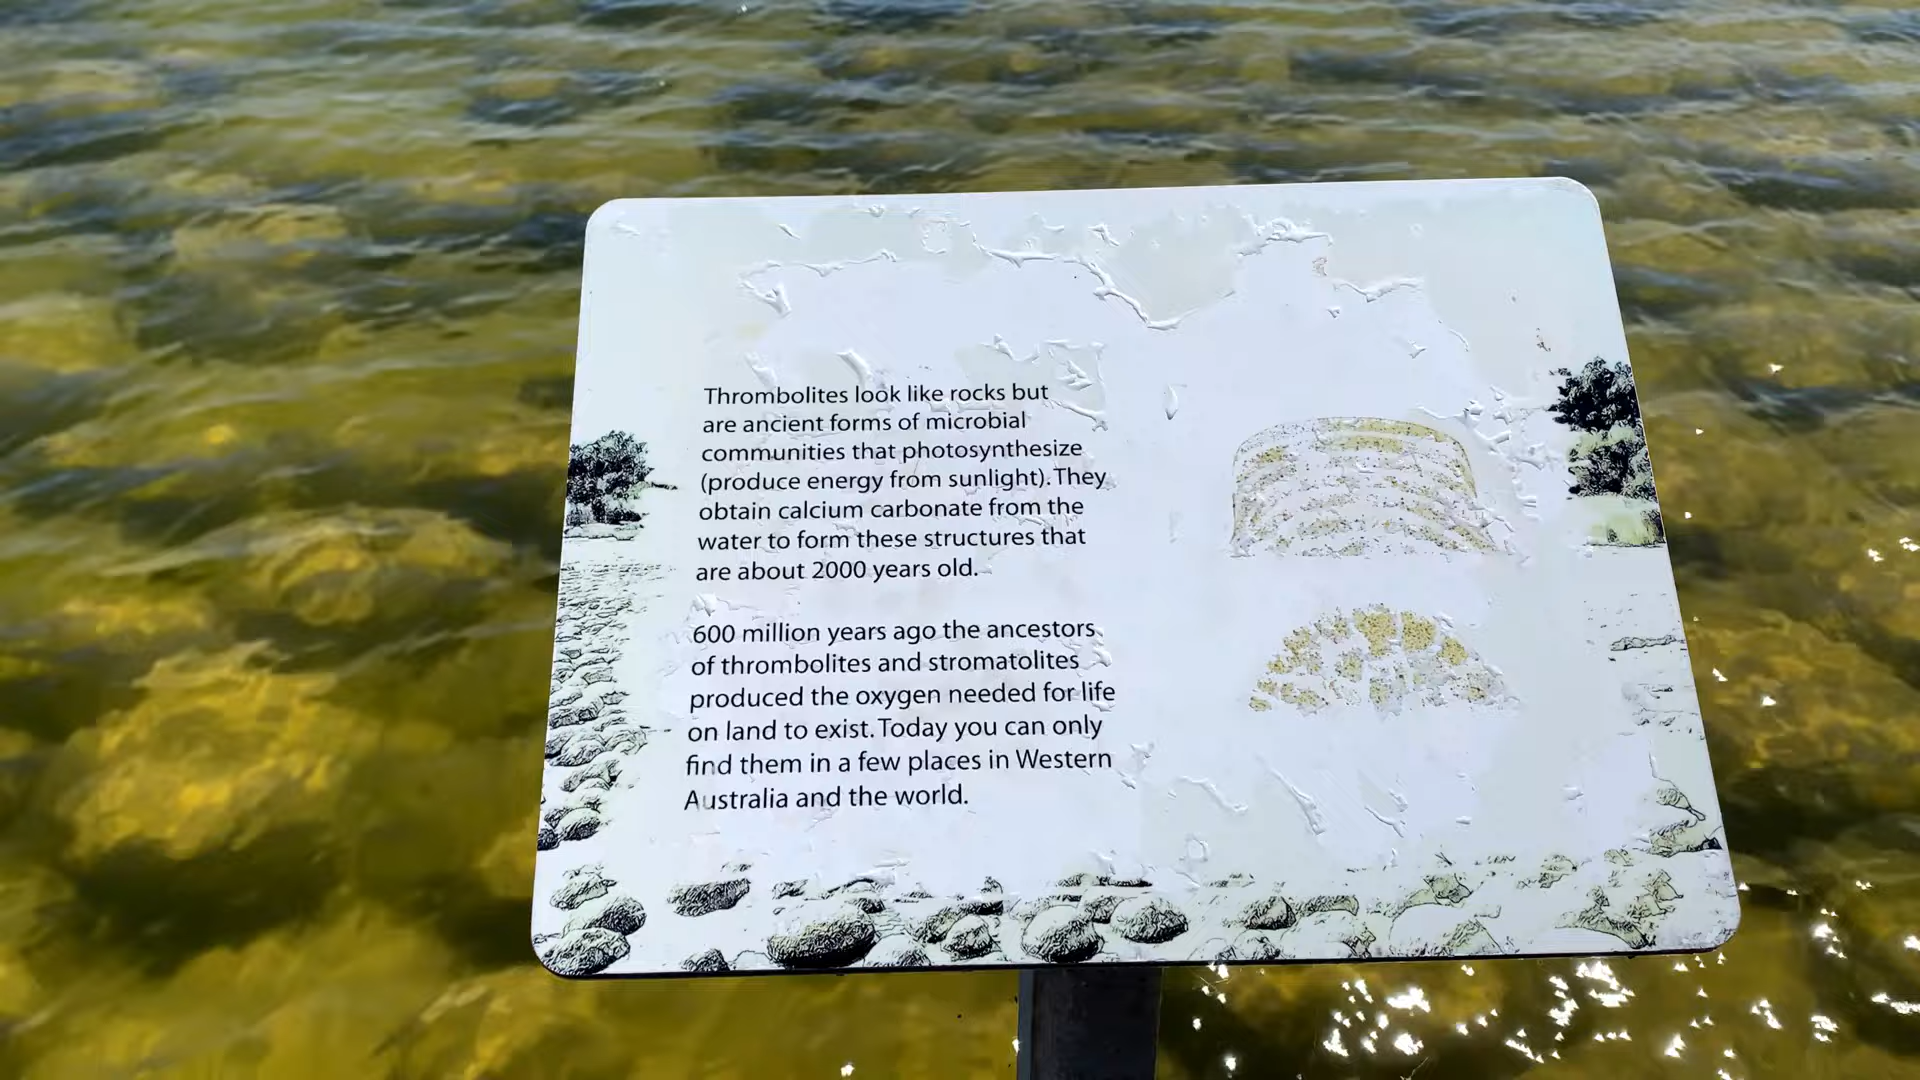 Thrombolites look like rocks but
are ancient forms of microbial
communities that photosynthesize
(produce energy from sunlight). They
obtain calcium carbonate from the
water to form these structures that
are about 2000 years old.
600 million years ago the ancestors
of thrombolites and stromatolites
produced the oxygen needed for life
on land to exist. Today you can only
find them in a few places in Western
Australia and the world.